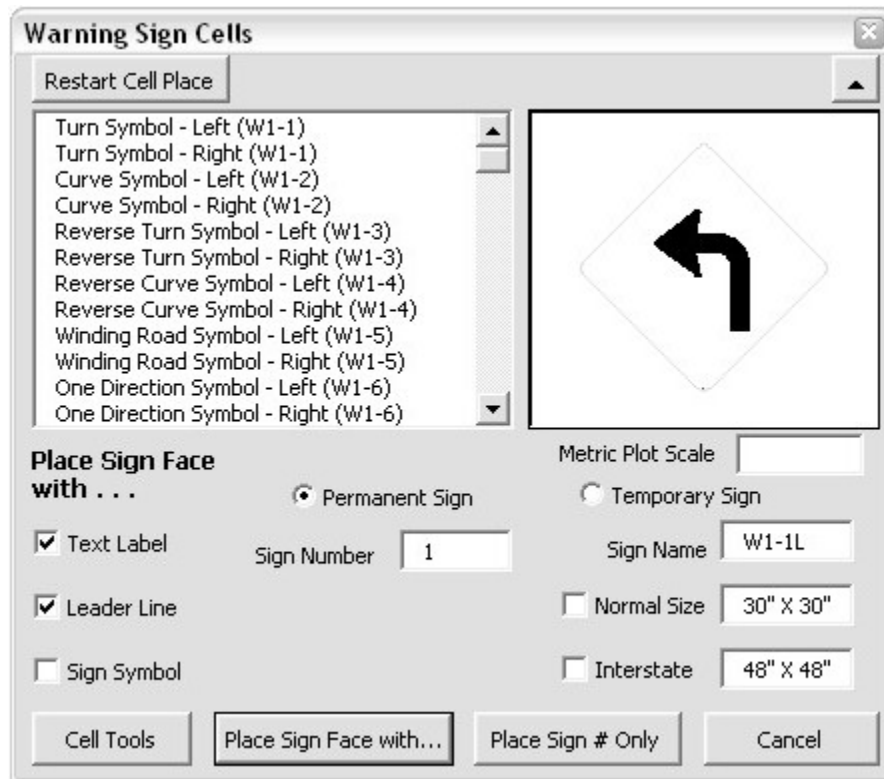 Warning Sign Cells
Restart Cell Place
Turn Symbol - Left (W1-1)
Turn Symbol - Right (W1-1)
Curve Symbol - Left (W1-2)
Curve Symbol - Right (W1-2)
Reverse Turn Symbol - Left (W1-3)
Reverse Turn Symbol - Right (W1-3)
Reverse Curve Symbol - Left (W1-4)
Reverse Curve Symbol - Right (W1-4)
Winding Road Symbol - Left (W1-5)
Winding Road Symbol - Right (W1-5)
One Direction Symbol - Left (W1-6)
One Direction Symbol - Right (W1-6)
Place Sign Face
with . . .
Metric Plot Scale
Permanent Sign
Temporary Sign
Text Label
Sign Number 1
Sign Name W1-1L
Leader Line
Normal Size 30" X 30"
Sign Symbol
Interstate 48" X 48"
Cell Tools
Place Sign Face with...
Place Sign # Only
Cancel